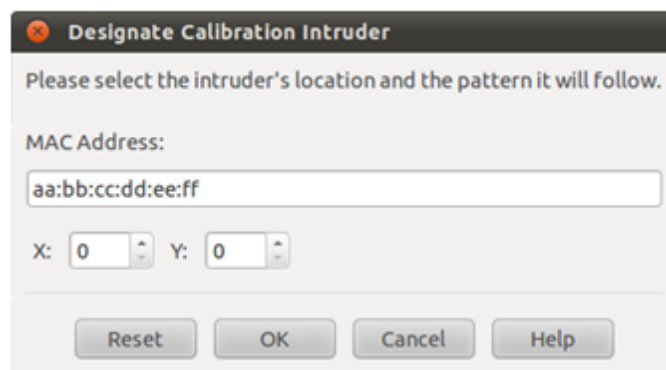 Designate Calibration Intruder
Please select the intruder's location and the pattern it will follow.
MAC Address:
aa:bb:cc:dd:ee:ff
X: 0 Y: 0
Reset OK Cancel Help